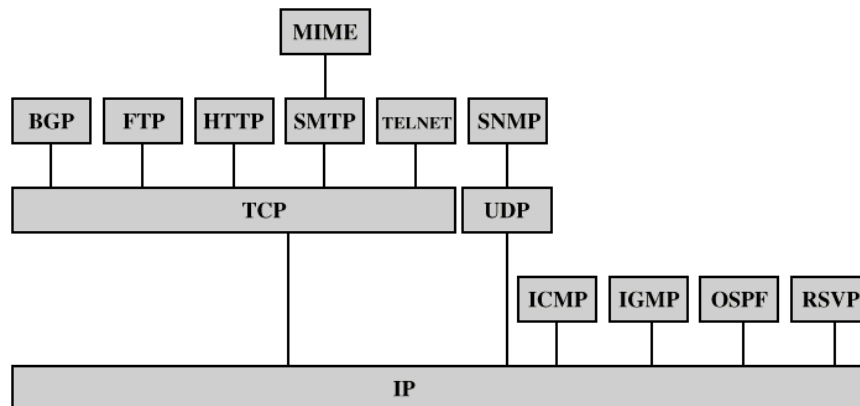 MIME
BGP FTP HTTP SMTP TELNET SNMP
TCP UDP
ICMP IGMP OSPF RSVP
IP